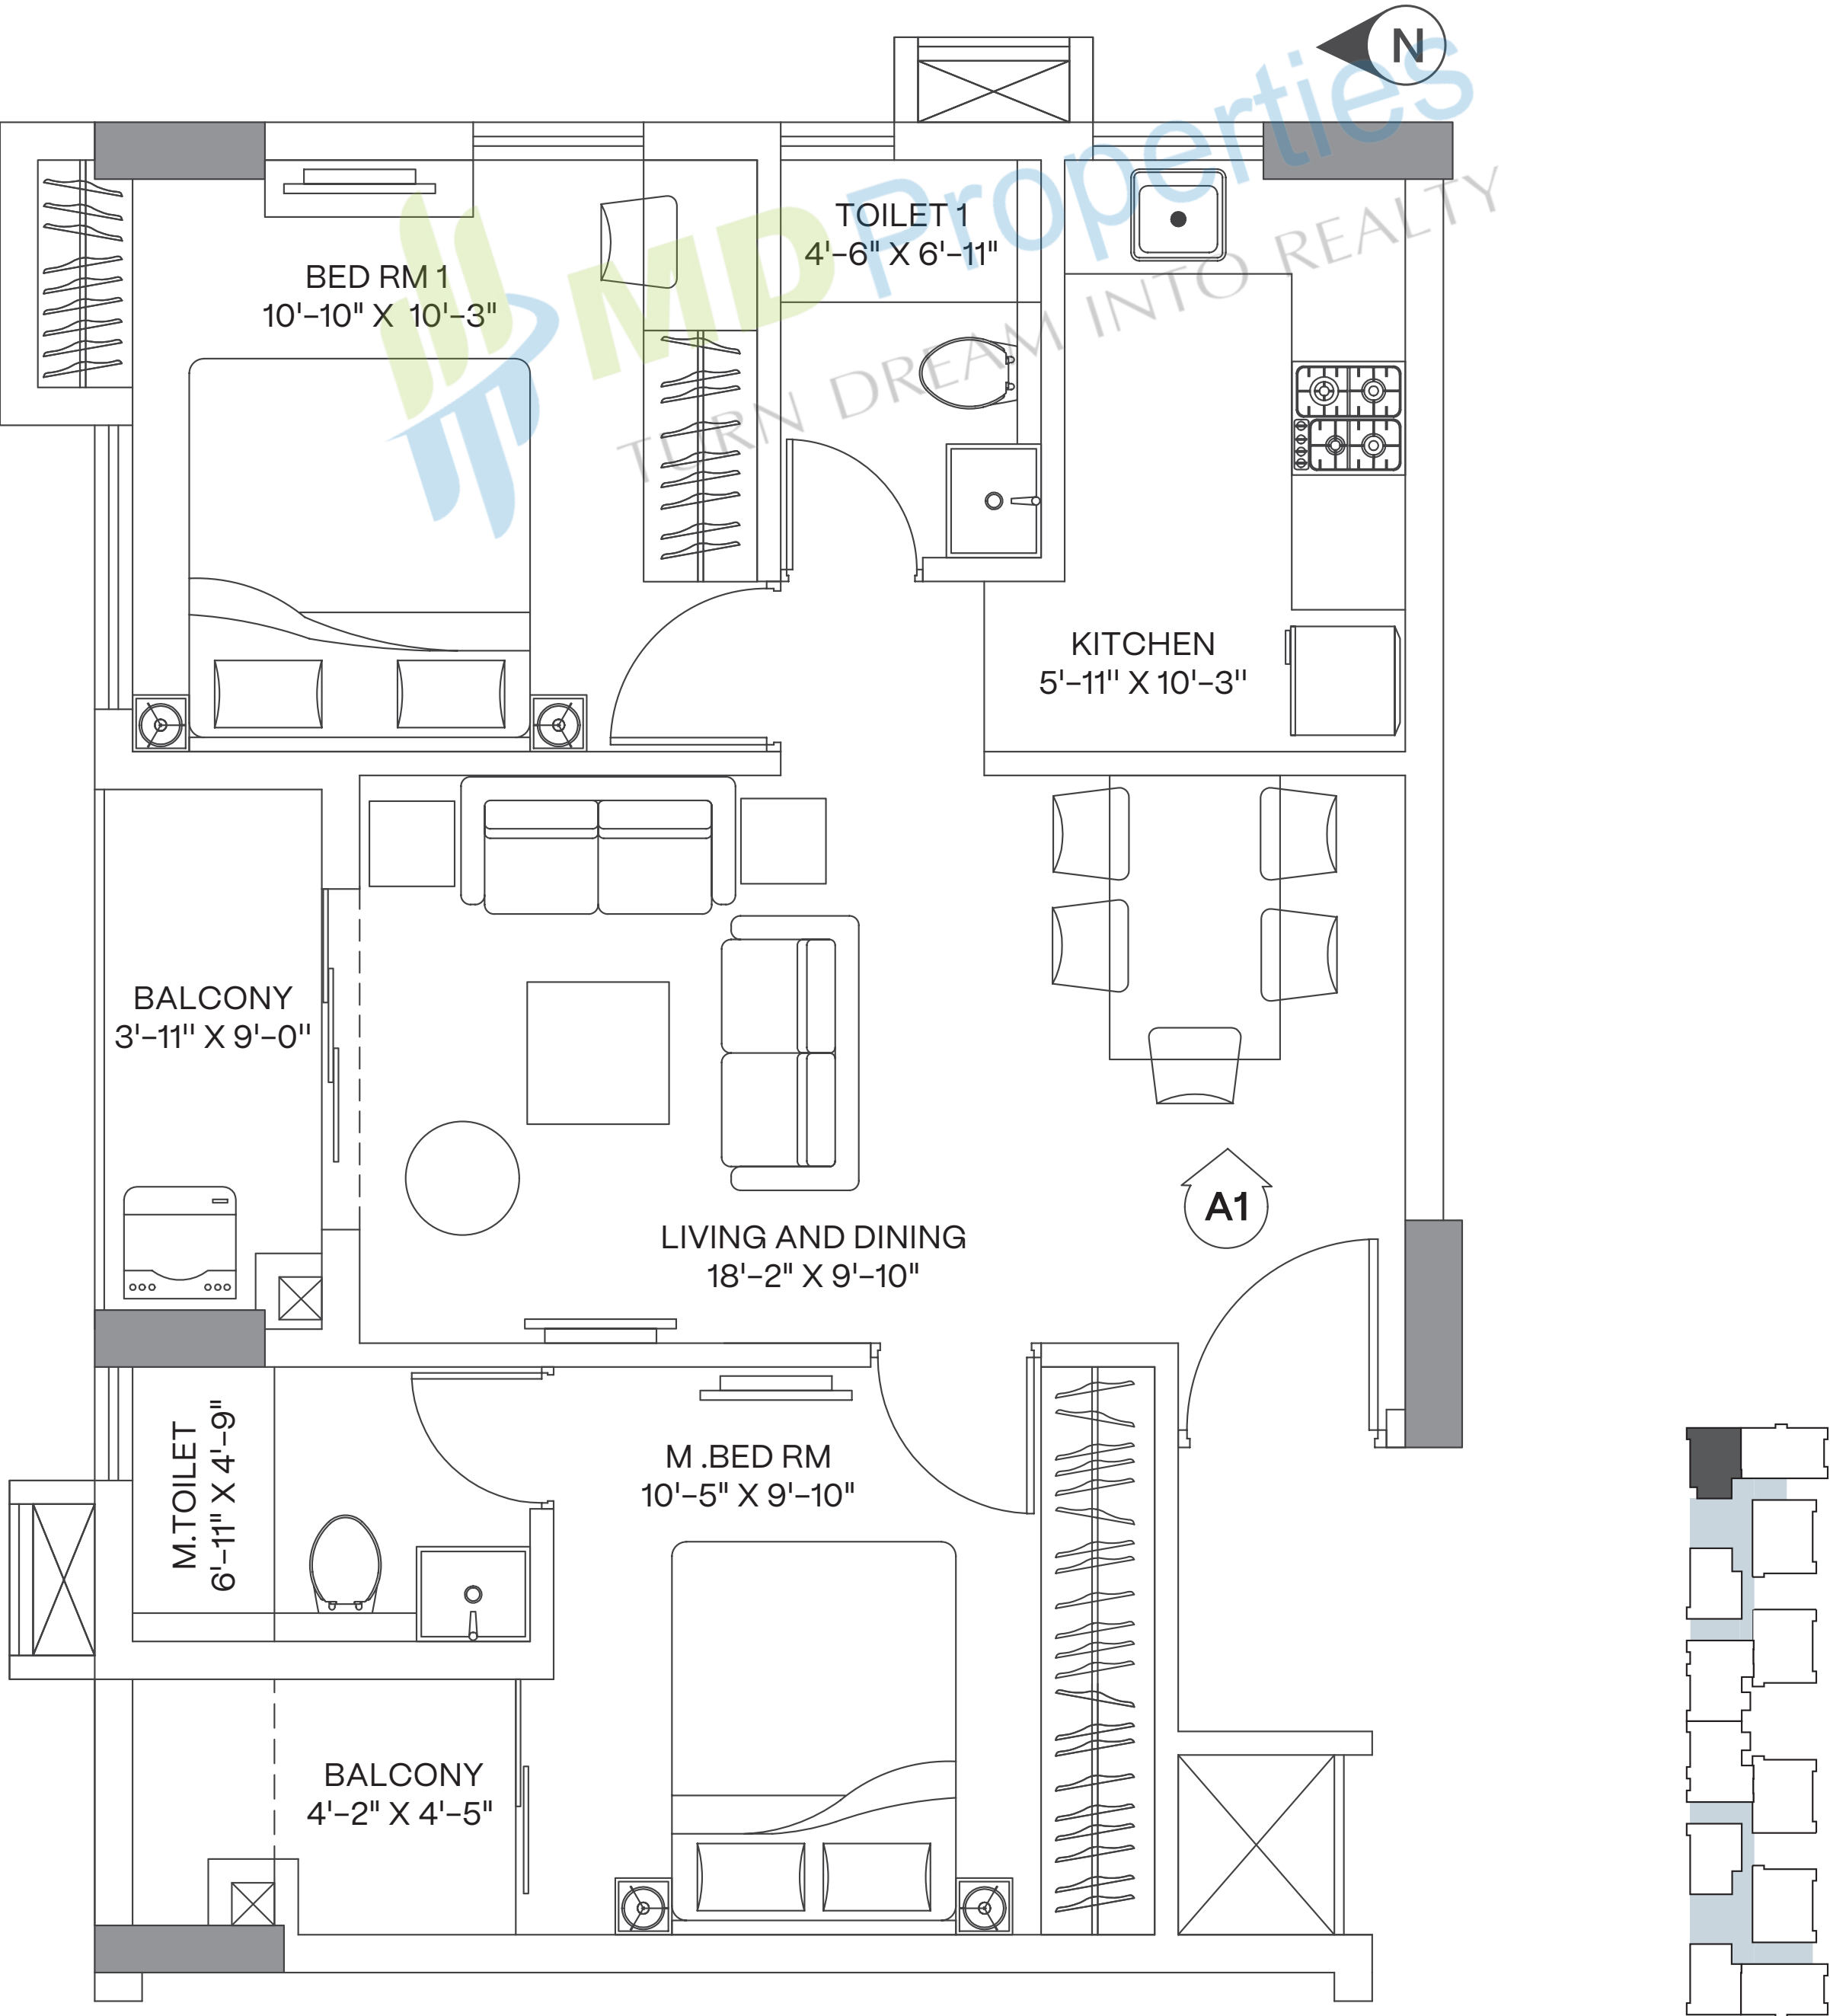 N
MD Properties
TURN DREAM INTO REALTY
TOILET 1
4'-6" X 6'-11"
BED RM 1
10'-10" X 10'-3"
KITCHEN
5'-11" X 10'-3"
BALCONY
3'-11" X 9'-0"
A1
LIVING AND DINING
18'-2" X 9'-10"
M.TOILET
6'-11" X 4'-9"
M .BED RM
10'-5" X 9'-10"
BALCONY
4'-2" X 4'-5"